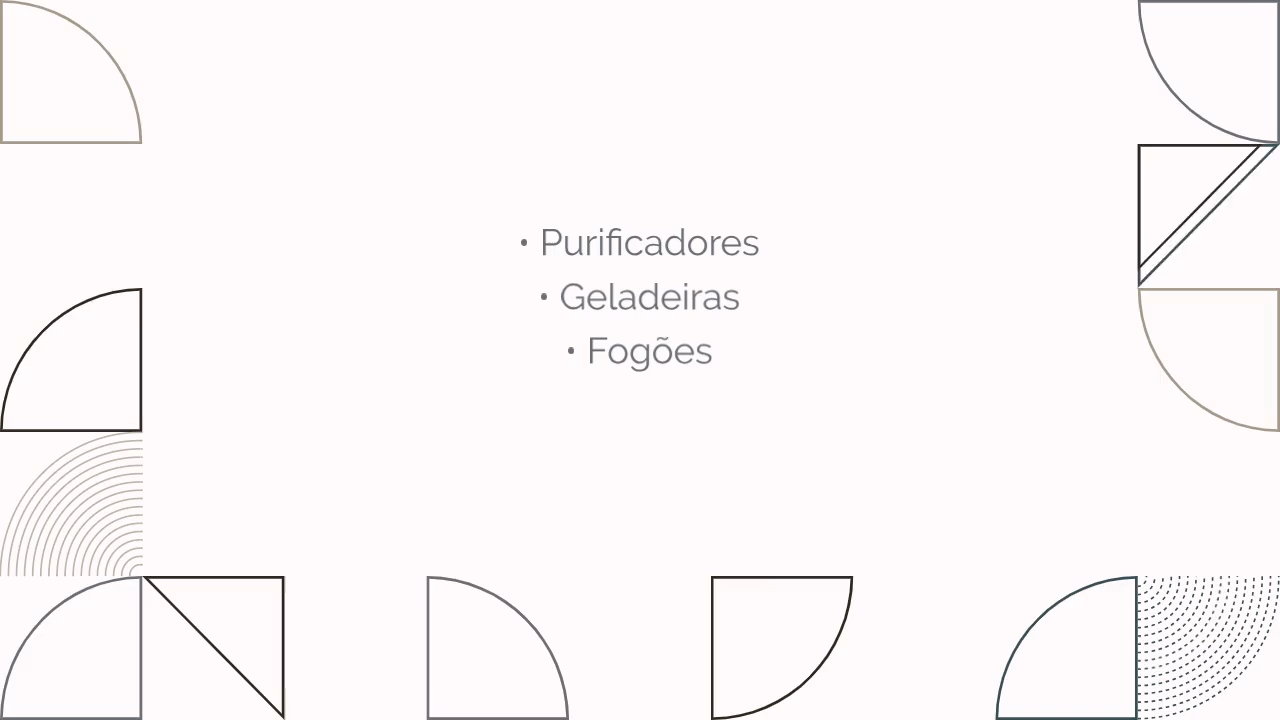 • Purificadores
• Geladeiras
• Fogões